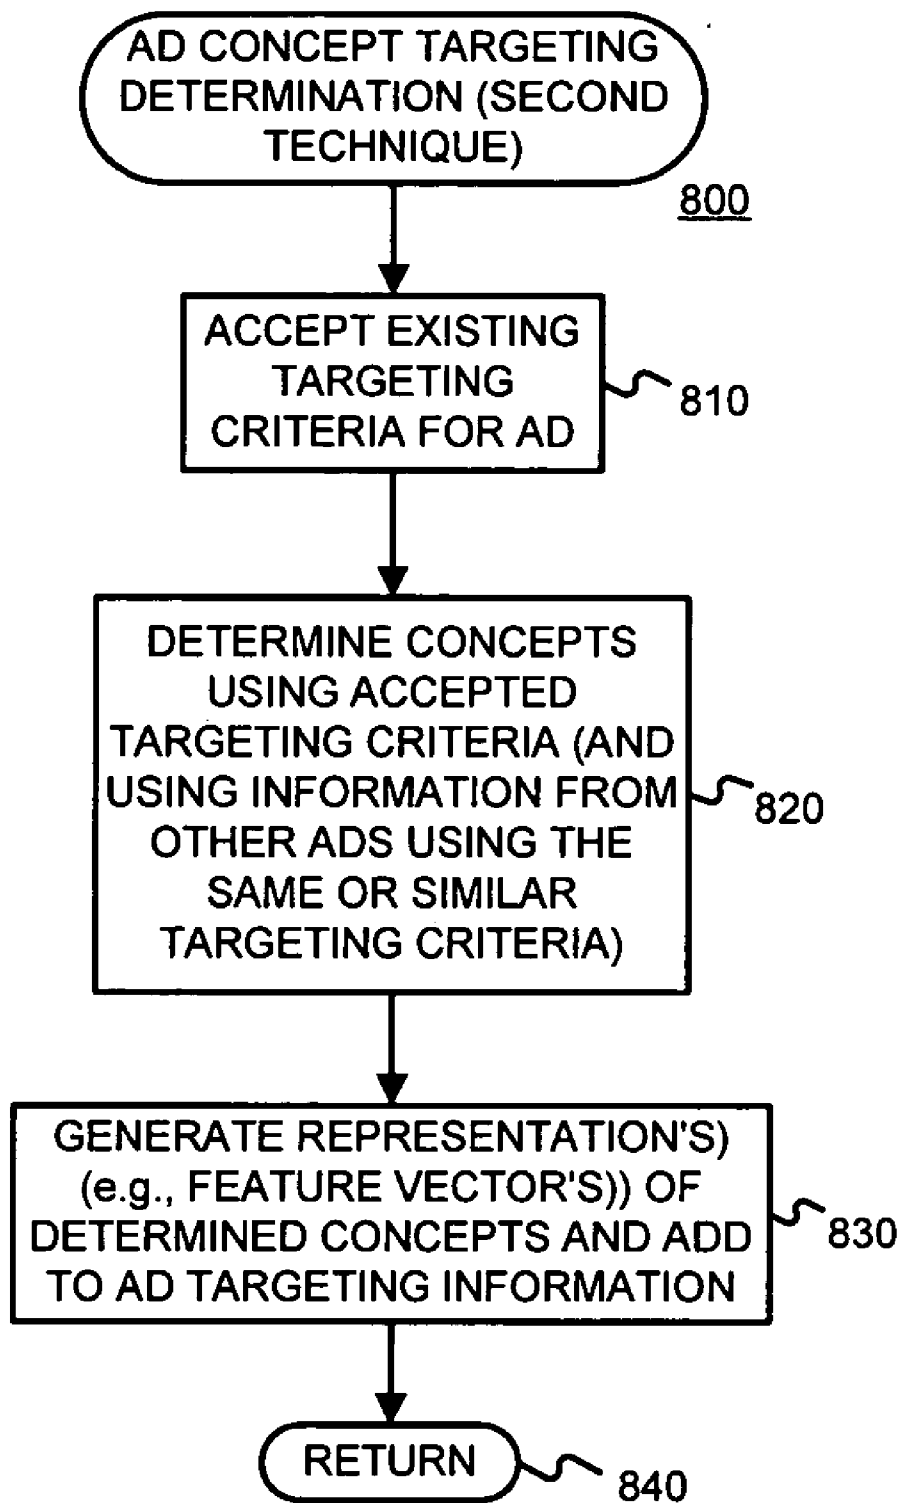 AD CONCEPT TARGETING
DETERMINATION (SECOND
TECHNIQUE)
800
ACCEPT EXISTING
TARGETING
CRITERIA FOR AD
810
DETERMINE CONCEPTS
USING ACCEPTED
TARGETING CRITERIA (AND
USING INFORMATION FROM
OTHER ADS USING THE
SAME OR SIMILAR
TARGETING CRITERIA)
820
GENERATE REPRESENTATION'S)
(e.g., FEATURE VECTOR'S)) OF
DETERMINED CONCEPTS AND ADD
TO AD TARGETING INFORMATION
830
RETURN
840